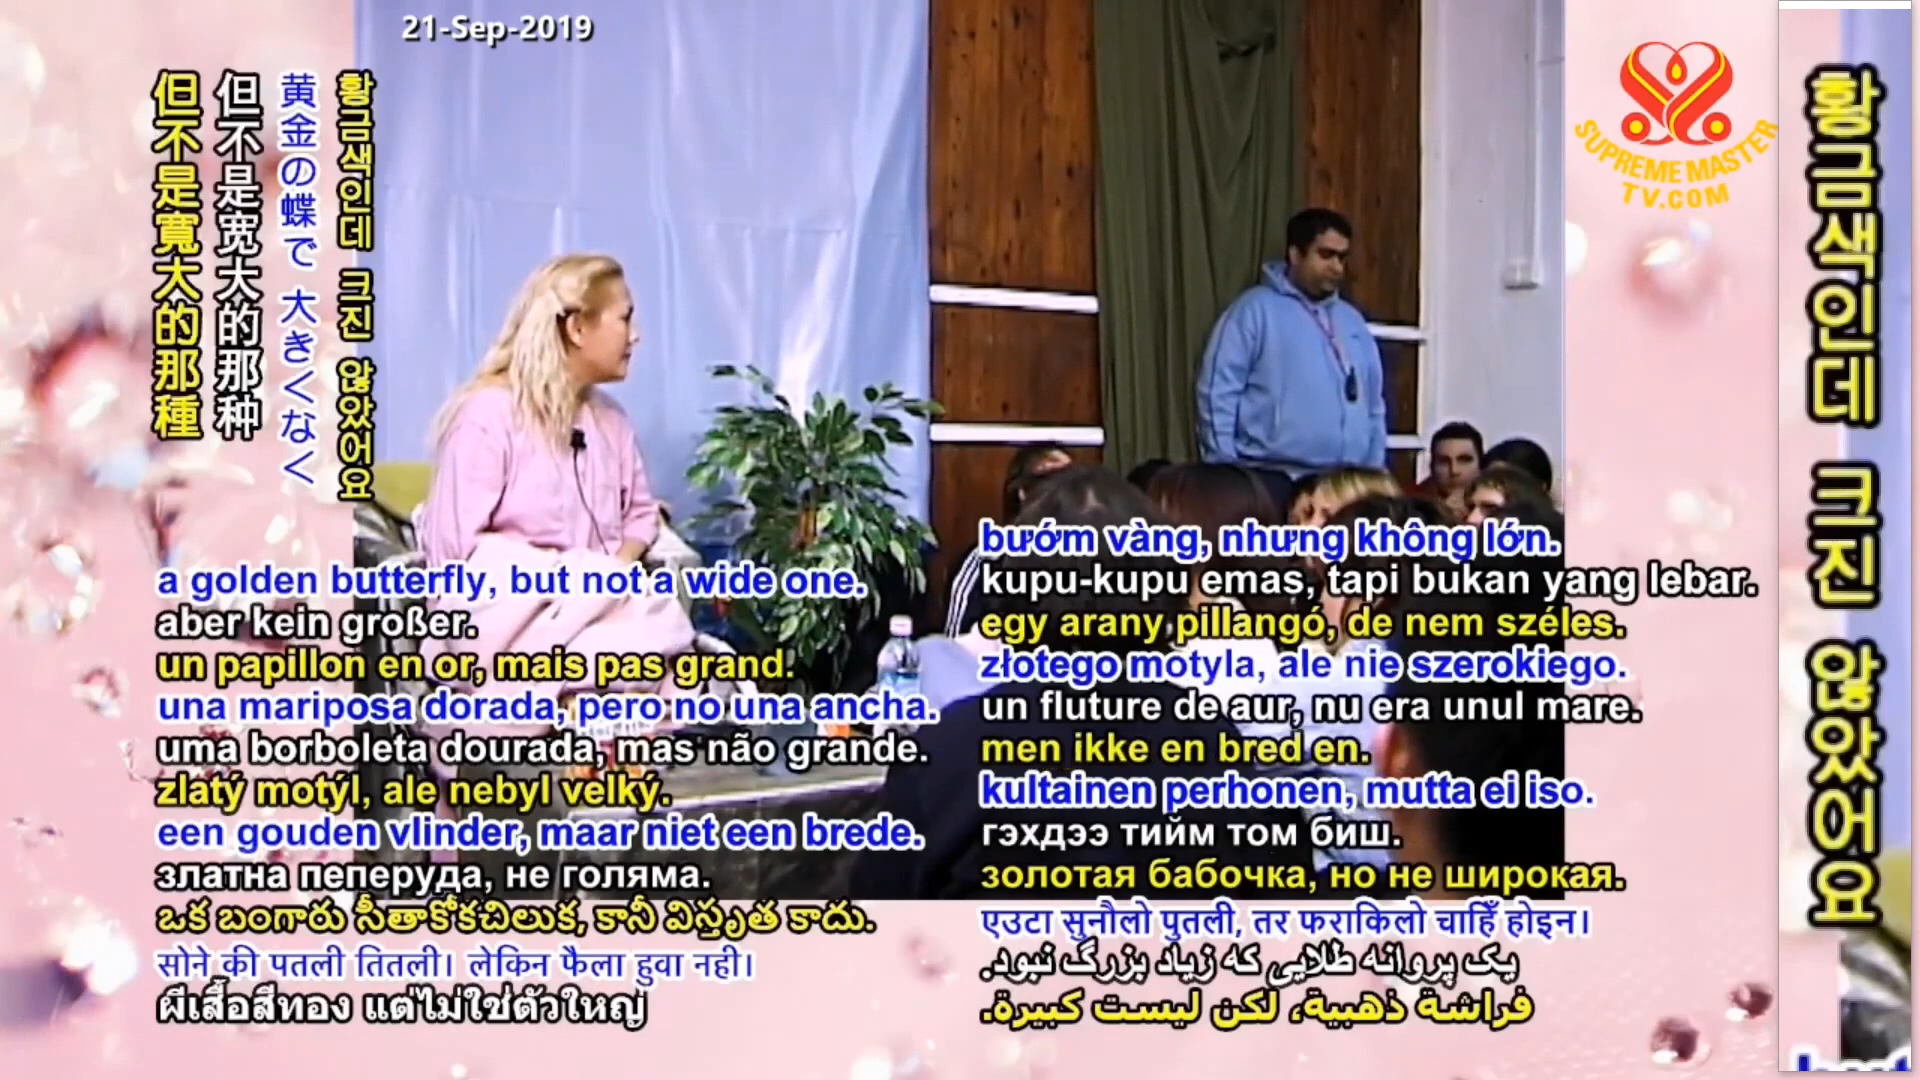 21-Sep-2019
SUPREME MASTER
TV.COM
但不是寬大的那種
但不是宽大的那种
黄金の蝶で 大きくなく
황금색인데 크진 않았어요
a golden butterfly, but not a wide one.
aber kein großer.
un papillon en or, mais pas grand.
una mariposa dorada, pero no una ancha.
uma borboleta dourada, mas não grande.
zlatý motýl, ale nebyl velký.
een gouden vlinder, maar niet een brede.
златна пеперуда, не голяма.
ఒక బంగారు సీతాకోకచిలుక, కానీ విస్తృత కాదు.
सोने की पतली तितली। लेकिन फैला हुवा नही।
ผีเสื้อสีทอง แต่ไม่ใช่ตัวใหญ่
bướm vàng, nhưng không lớn.
kupu-kupu emas, tapi bukan yang lebar.
egy arany pillangó, de nem széles.
złotego motyla, ale nie szerokiego.
un fluture de aur, nu era unul mare.
men ikke en bred en.
kultainen perhonen, mutta ei iso.
гэхдээ тийм том биш.
золотая бабочка, но не широкая.
एउटा सुनौलो पुतली, तर फराकिलो चाहिँ होइन।
یک پروانه طلایی که زیاد بزرگ نبود.
فراشة ذهبية، لكن ليست كبيرة.
황금색인데 크진 않았어요